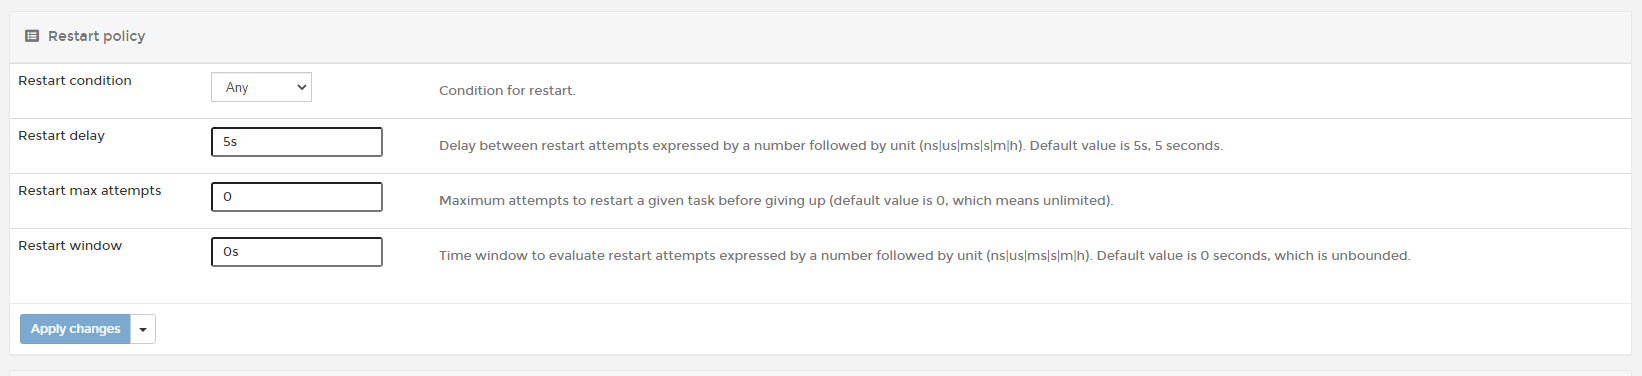 Restart policy
Restart condition
Any
Condition for restart.
Restart delay
5s
Delay between restart attempts expressed by a number followed by unit (ns|us|ms|s|m|h). Default value is 5s, 5 seconds.
Restart max attempts
0
Maximum attempts to restart a given task before giving up (default value is 0, which means unlimited).
Restart window
0s
Time window to evaluate restart attempts expressed by a number followed by unit (ns|us|ms|s|m|h). Default value is 0 seconds, which is unbounded.
Apply changes